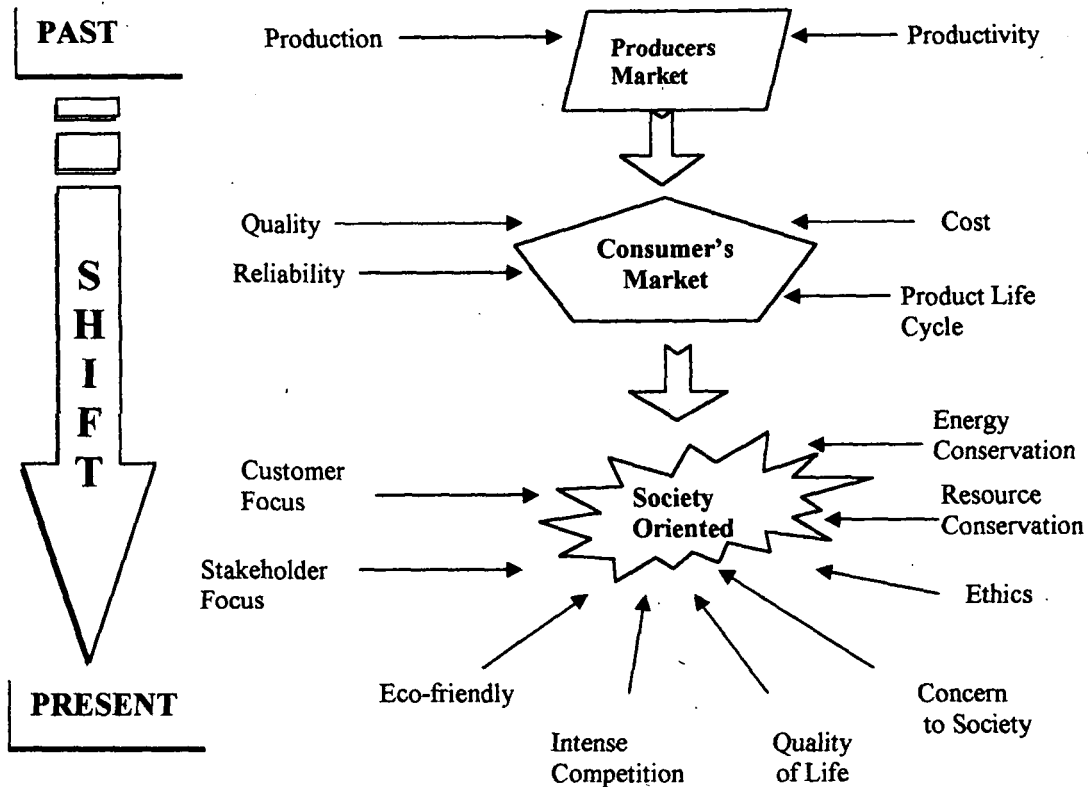 PAST
Production
Producers
Market
Productivity
Quality
Reliability
Consumer's
Market
Cost
Product Life
Cycle
SHIFT
Customer
Focus
Stakeholder
Focus
Society
Oriented
Energy
Conservation
Resource
Conservation
Ethics
Eco-friendly
Intense
Competition
Quality
of Life
Concern
to Society
PRESENT